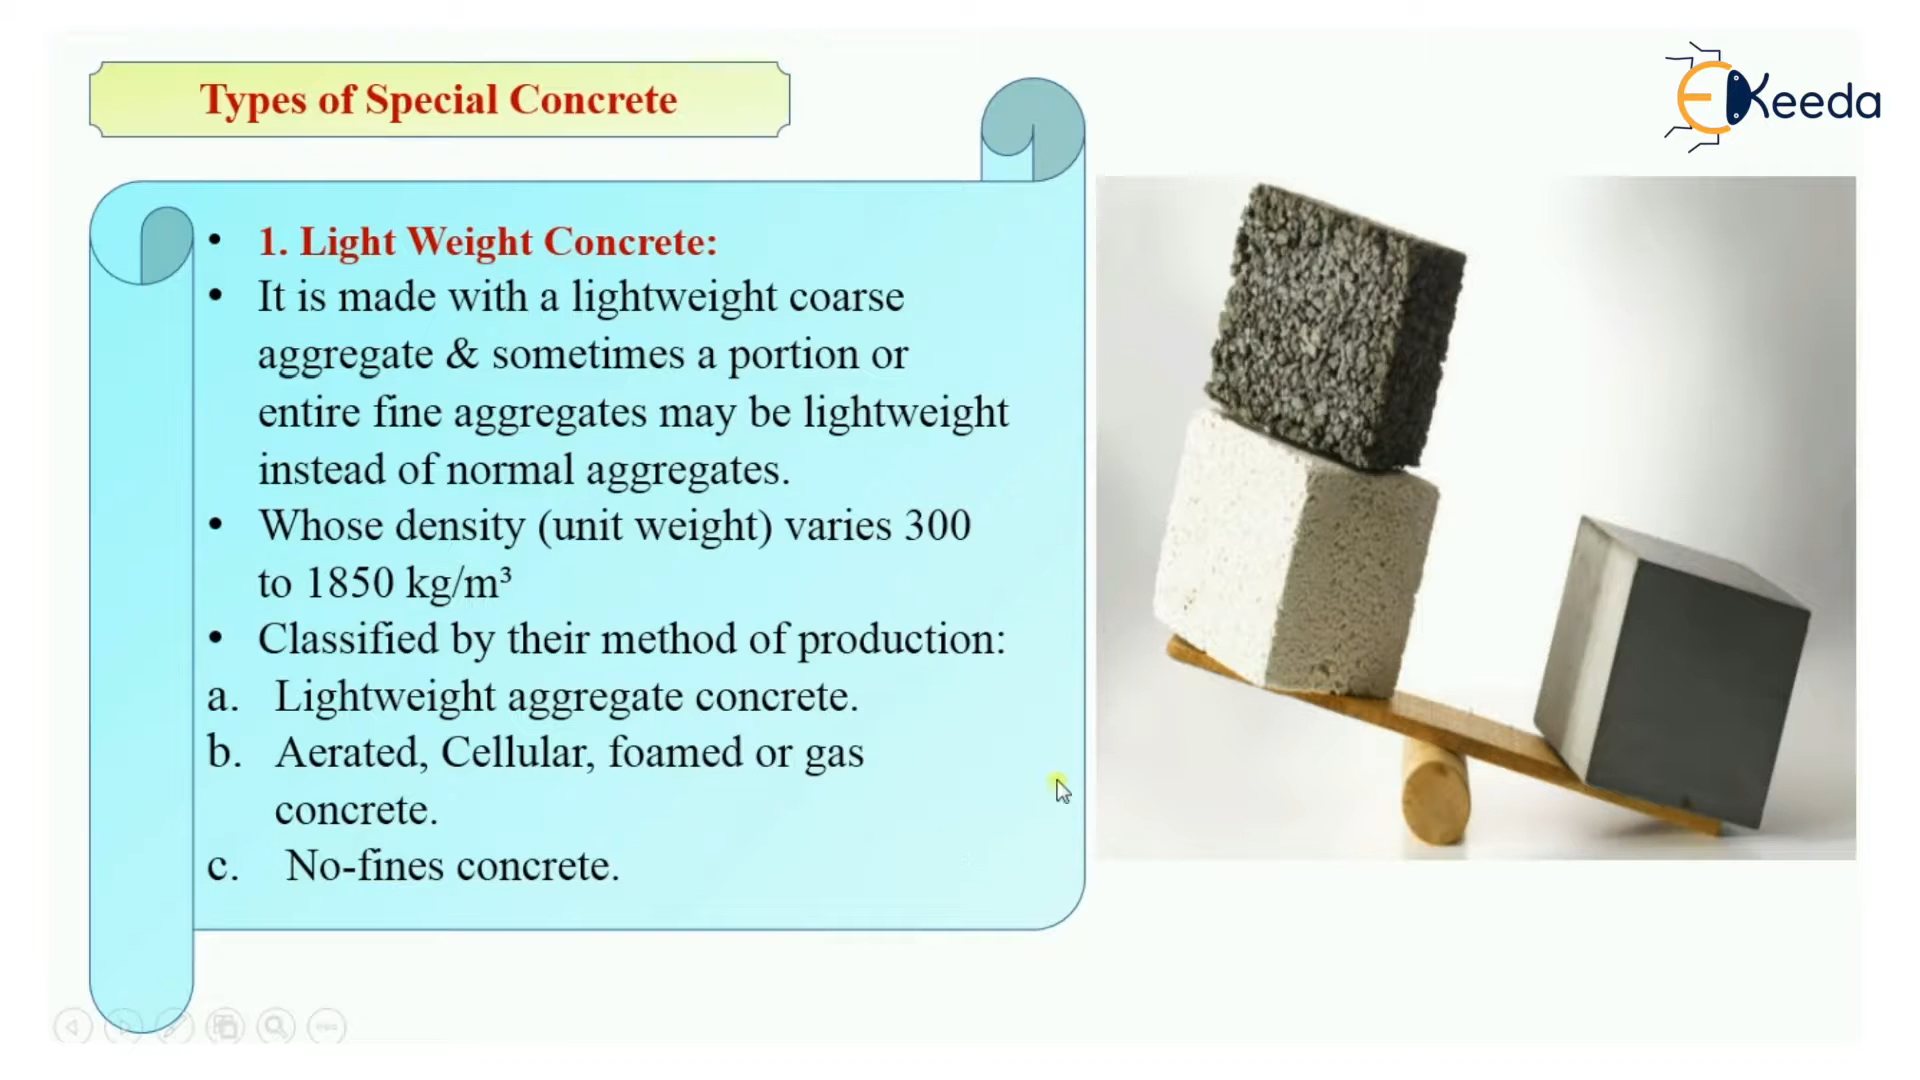 Types of Special Concrete
EKeeda
• 1. Light Weight Concrete:
• It is made with a lightweight coarse
aggregate & sometimes a portion or
entire fine aggregates may be lightweight
instead of normal aggregates.
• Whose density (unit weight) varies 300
to 1850 kg/m³
• Classified by their method of production:
a. Lightweight aggregate concrete.
b. Aerated, Cellular, foamed or gas
concrete.
c. No-fines concrete.